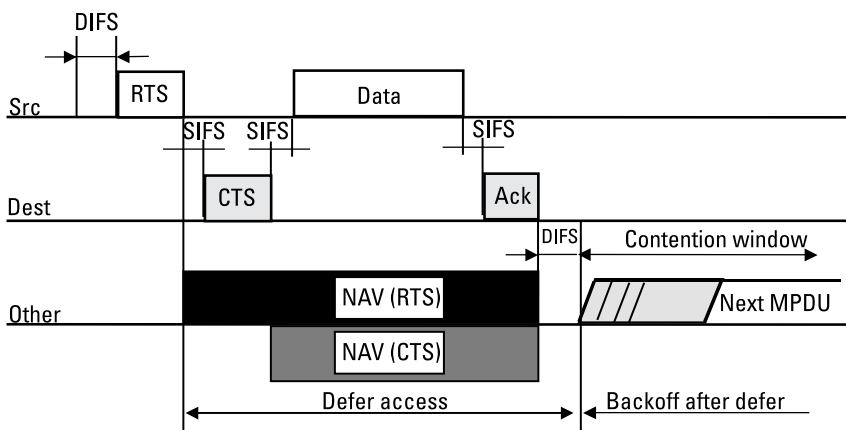 DIFS
RTS
Data
Src
SIFS SIFS SIFS
CTS
Ack
Dest
DIFS Contention window
NAV (RTS)
Next MPDU
Other
NAV (CTS)
Defer access Backoff after defer